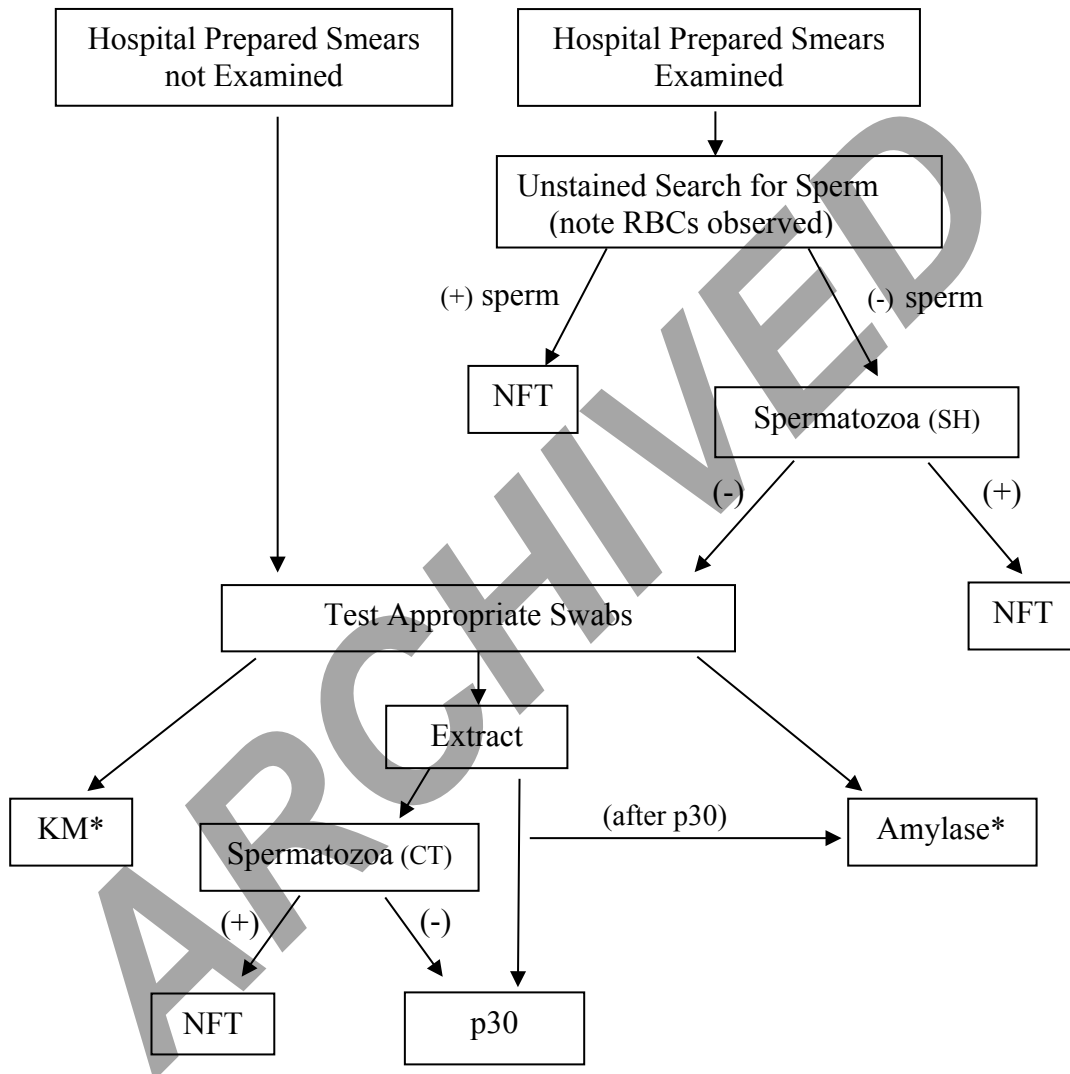 Hospital Prepared Smears
not Examined
Hospital Prepared Smears
Examined
Unstained Search for Sperm
(note RBCs observed)
(+) sperm
(-) sperm
NFT
Spermatozoa (SH)
(-)
(+)
NFT
Test Appropriate Swabs
Extract
KM*
Spermatozoa (CT)
(after p30)
Amylase*
(+)
(-)
NFT
p30
ARCHIVED